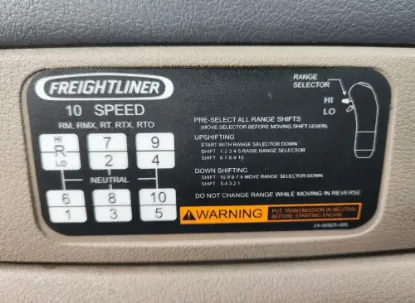 FREIGHTLINER
10 SPEED
RM, RMX, RT, RTX, RTO
HI
R
LO
7
2
9
4
NEUTRAL
6
1
8
3
10
5
RANGE
SELECTOR
HI
LO
PRE-SELECT ALL RANGE SHIFTS
(MOVE SELECTOR BEFORE MOVING SHIFT LEVER)
UPSHIFTING
START WITH RANGE SELECTOR DOWN
SHIFT 1 2 3 4 5 RAISE RANGE SELECTOR
SHIFT 6 7 8 9 10
DOWN SHIFTING
SHIFT 10-9-8-7-6 MOVE RANGE SELECTOR DOWN
SHIFT 5-4-3-2-1
DO NOT CHANGE RANGE WHILE MOVING IN REVERSE
WARNING
PUT TRANSMISSION IN NEUTRAL
BEFORE STARTING ENGINE